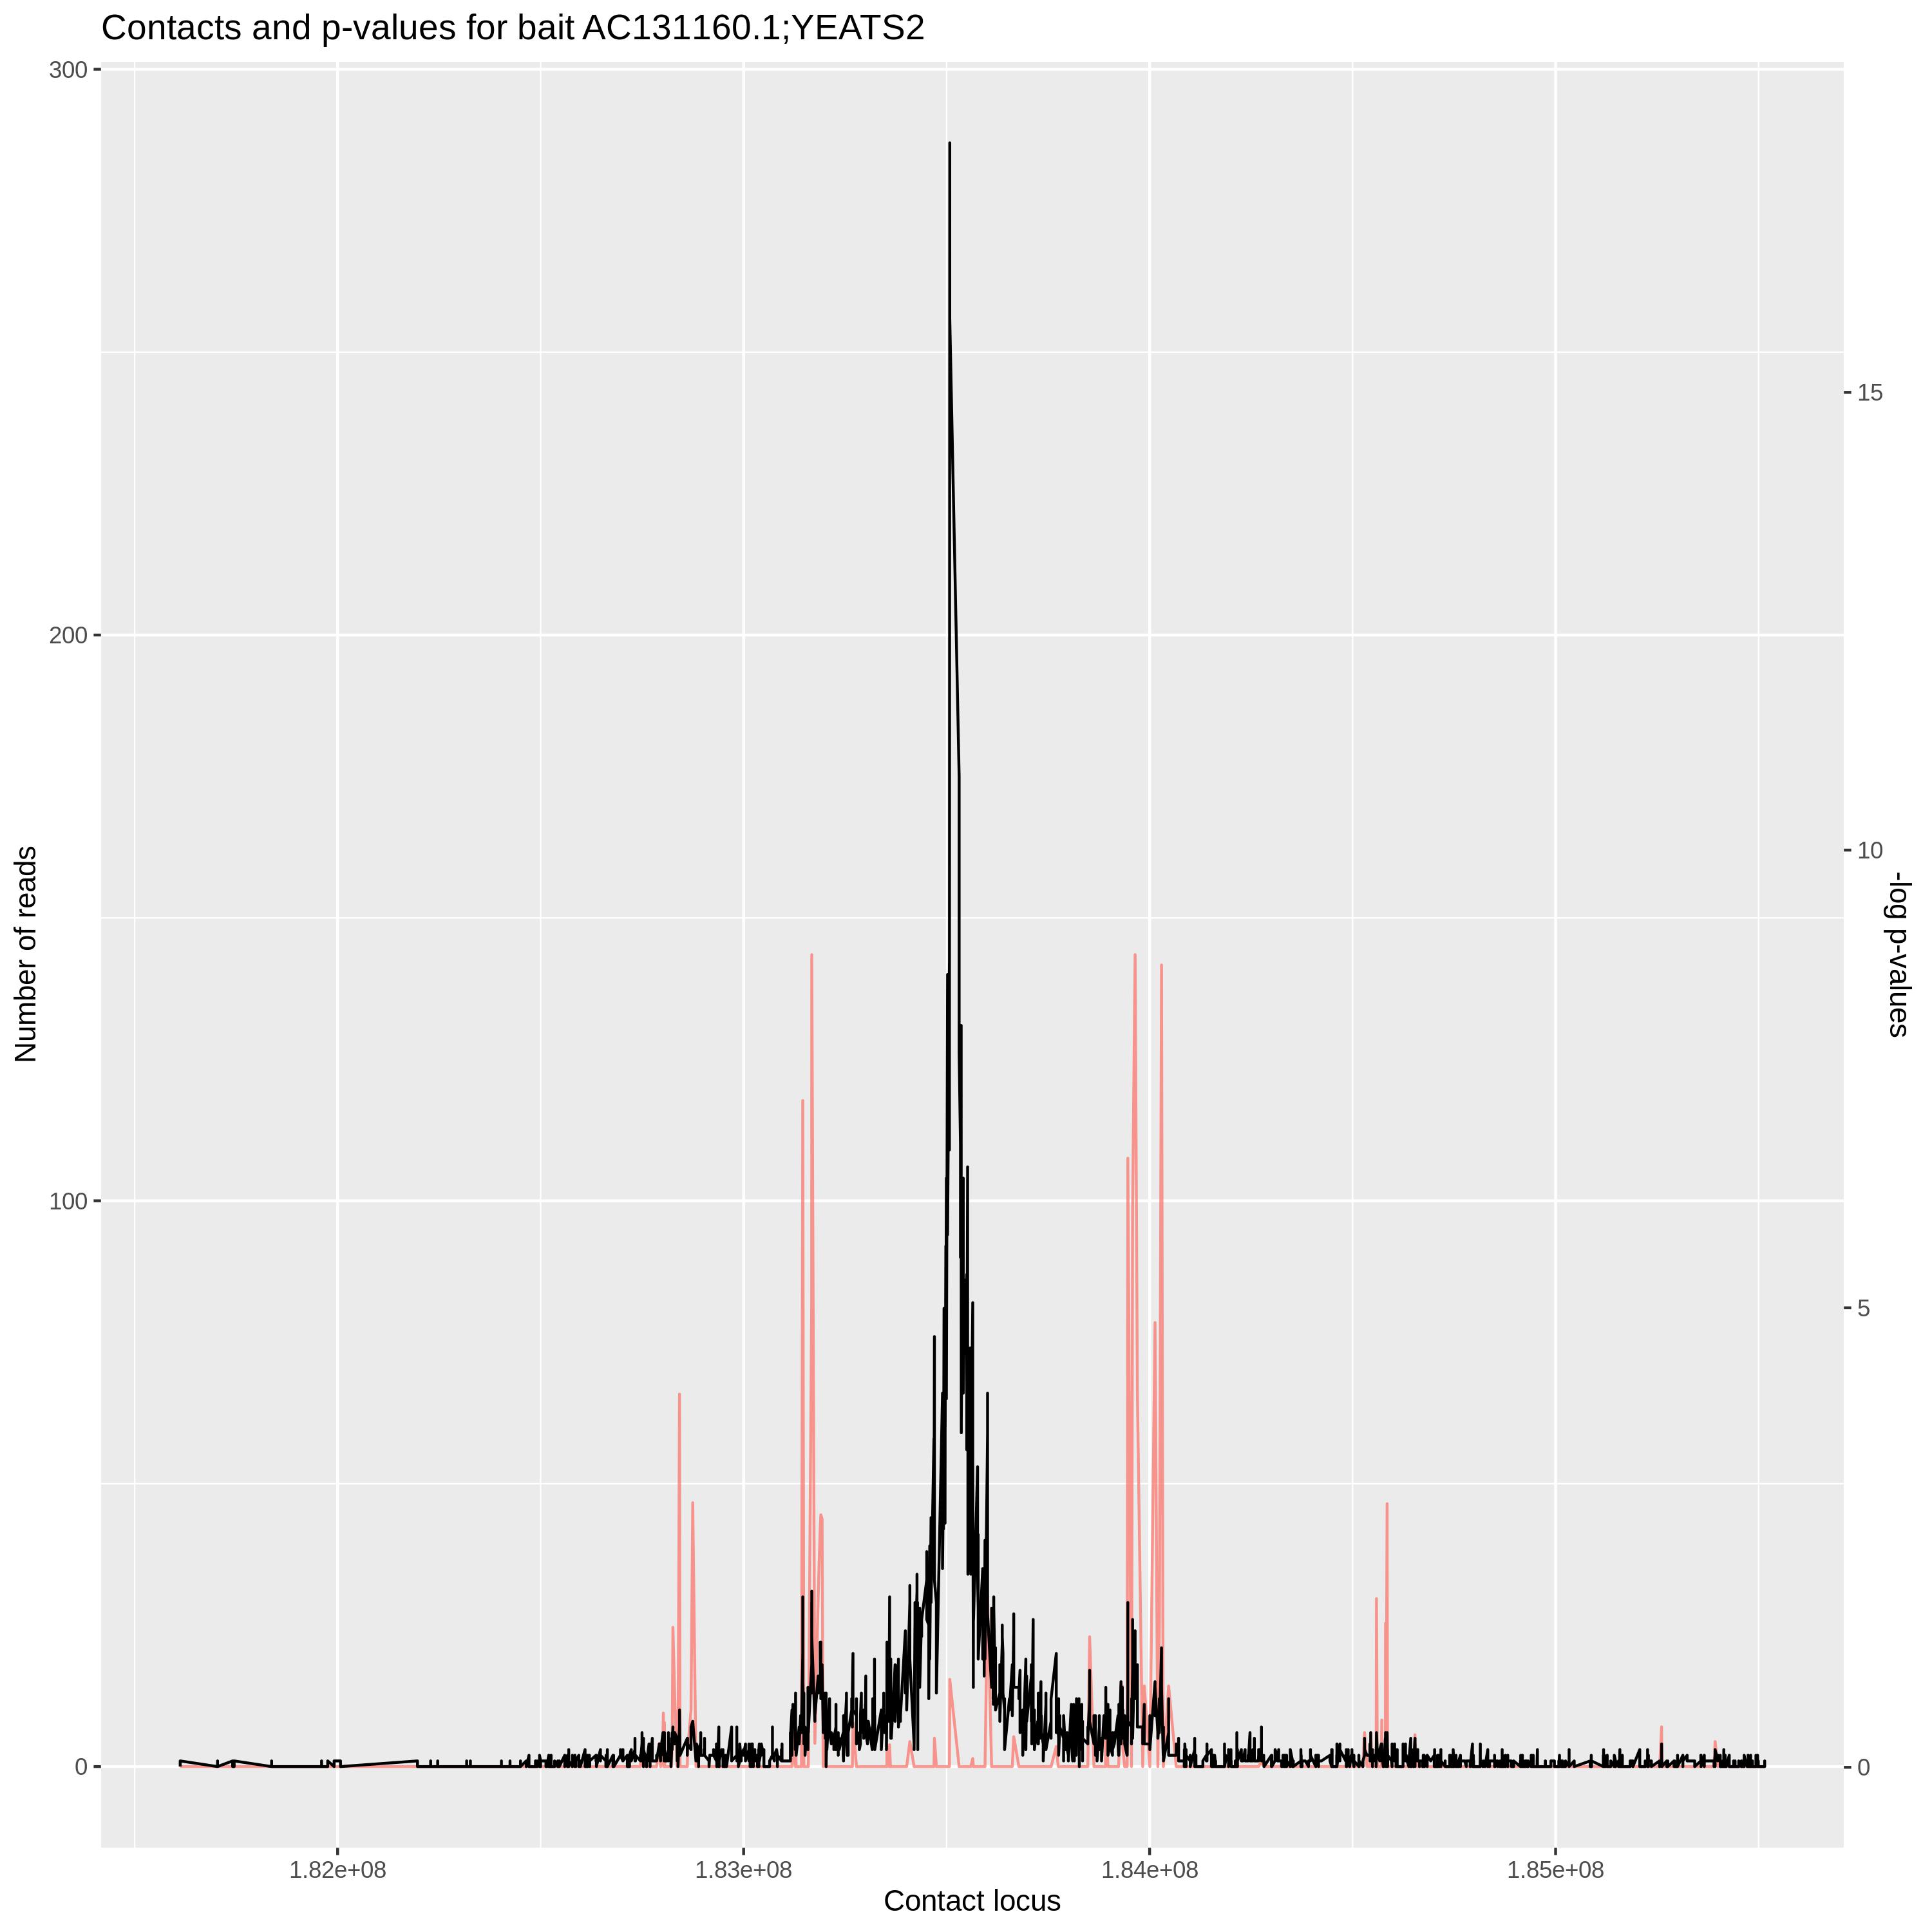 Contacts and p-values for bait AC131160.1;YEATS2
300
200
100
0
Number of reads
15
10
5
0
-log p-values
1.82e+08
1.83e+08
1.84e+08
1.85e+08
Contact locus